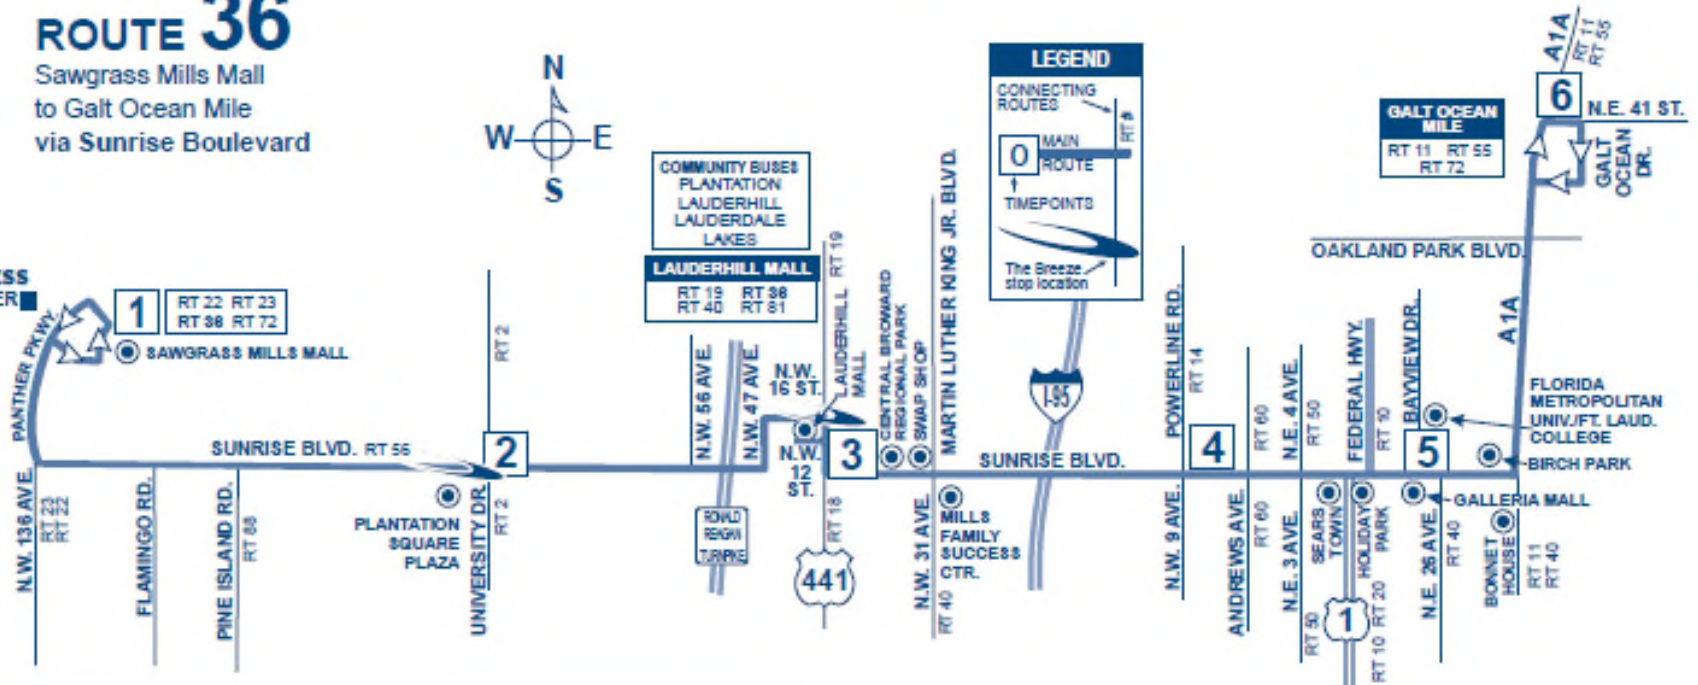 ROUTE 36
Sawgrass Mills Mall
to Galt Ocean Mile
via Sunrise Boulevard
N
W E
S
COMMUNITY BUSES
PLANTATION
LAUDERHILL
LAUDERDALE
LAKES
LAUDERHILL MALL
RT 19 RT 36
RT 40 RT 81
LEGEND
CONNECTING
ROUTES
RT #
0
MAIN
ROUTE
TIMEPOINTS
The Breeze
stop location
GALT OCEAN
MILE
RT 11 RT 55
RT 72
A1A
RT 11
RT 55
6
N.E. 41 ST.
GALT
OCEAN
DR.
OAKLAND PARK BLVD.
A1A
ESS
ER
1
RT 22 RT 23
RT 36 RT 72
SAWGRASS MILLS MALL
PANTHER PKWY.
N.W. 136 AVE.
RT 23
RT 22
FLAMINGO RD.
PINE ISLAND RD.
RT 88
SUNRISE BLVD. RT 55
RT 2
2
PLANTATION
SQUARE
PLAZA
UNIVERSITY DR.
RT 2
N.W. 56 AVE.
N.W. 47 AVE.
RONALD
REAGAN
TURNPIKE
N.W.
16 ST.
N.W.
12
ST.
LAUDERHILL
MALL
RT 19
3
RT 18
441
CENTRAL BROWARD
REGIONAL PARK
SWAP SHOP
MARTIN LUTHER KING JR. BLVD.
N.W. 31 AVE.
RT 40
MILLS
FAMILY
SUCCESS
CTR.
SUNRISE BLVD.
I-95
POWERLINE RD.
RT 14
N.W. 9 AVE.
4
RT 60
ANDREWS AVE.
RT 60
N.E. 4 AVE.
RT 50
N.E. 3 AVE.
RT 50
SEARS
TOWN
FEDERAL HWY.
RT 10
HOLIDAY
PARK
1
RT 10 RT 20
BAYVIEW DR.
5
N.E. 26 AVE.
RT 40
GALLERIA MALL
FLORIDA
METROPOLITAN
UNIV./FT. LAUD.
COLLEGE
BIRCH PARK
BONNET
HOUSE
RT 11
RT 40